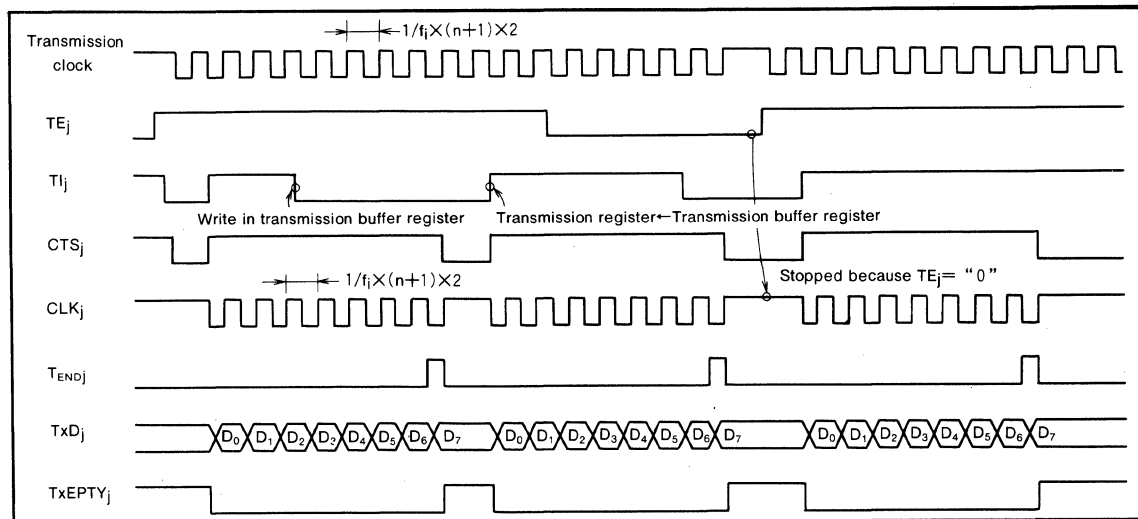 1/fj×(n+1)×2
Transmission
clock
TEj
TIj
Write in transmission buffer register
Transmission register←Transmission buffer register
CTSj
Stopped because TEj= "0"
1/fj×(n+1)×2
CLKj
TENDj
TxDj
D0 D1 D2 D3 D4 D5 D6 D7 D0 D1 D2 D3 D4 D5 D6 D7 D0 D1 D2 D3 D4 D5 D6 D7
TxEPTYj